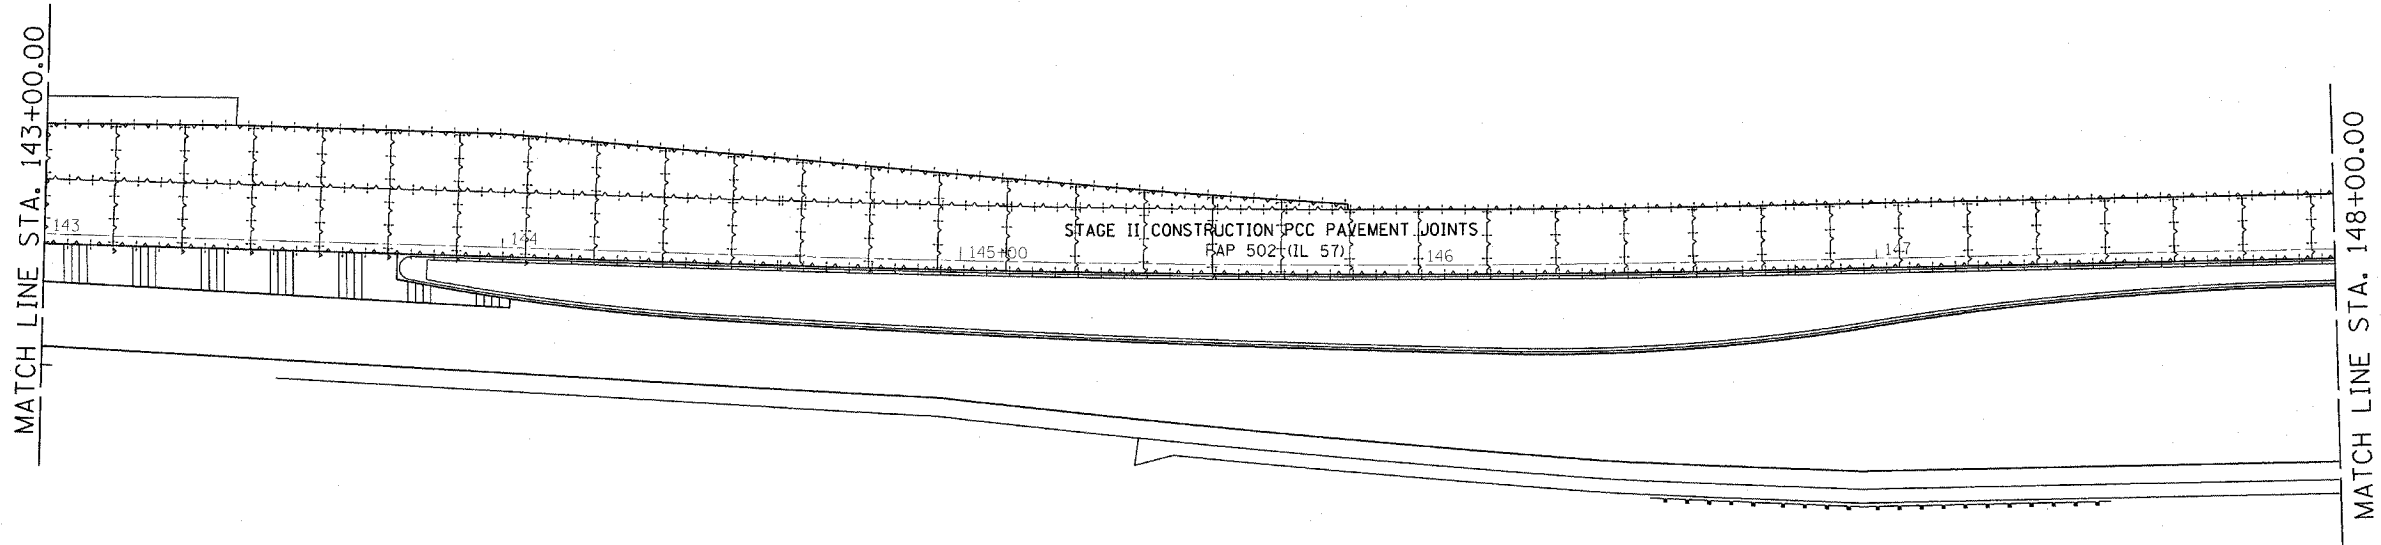 MATCH LINE STA. 143+00.00
143
144
145+00
STAGE II CONSTRUCTION PCC PAVEMENT JOINTS
FAP 502 (IL 57)
146
147
MATCH LINE STA. 148+00.00